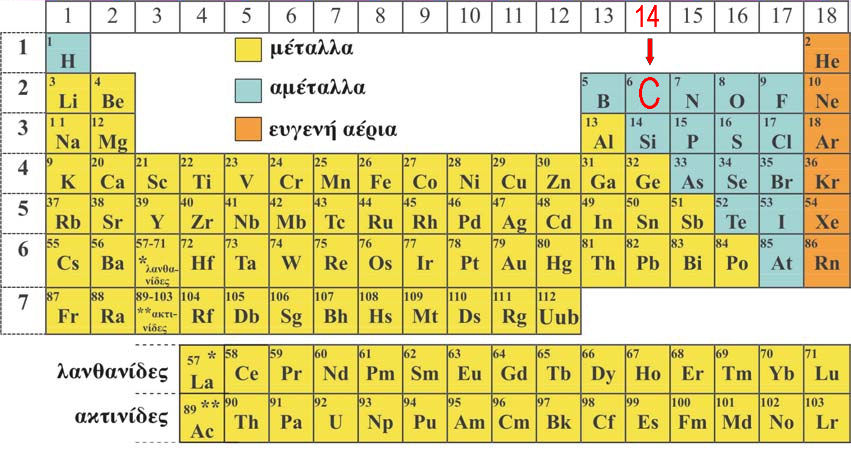 1 2 3 4 5 6 7 8 9 10 11 12 13 14 15 16 17 18
1 1 H μέταλλα 2 He
2 3 Li 4 Be αμέταλλα 5 B 6 C 7 N 8 O 9 F 10 Ne
3 11 Na 12 Mg ευγενή αέρια 13 Al 14 Si 15 P 16 S 17 Cl 18 Ar
4 9 K 20 Ca 21 Sc 22 Ti 23 V 24 Cr 25 Mn 26 Fe 27 Co 28 Ni 29 Cu 30 Zn 31 Ga 32 Ge 33 As 34 Se 35 Br 36 Kr
5 37 Rb 38 Sr 39 Y 40 Zr 41 Nb 42 Mb 43 Tc 44 Ru 45 Rh 46 Pd 47 Ag 48 Cd 49 In 50 Sn 51 Sb 52 Te 53 I 54 Xe
6 55 Cs 56 Ba 57-71 *λανθα-νίδες 72 Hf 73 Ta 74 W 75 Re 76 Os 77 Ir 78 Pt 79 Au 80 Hg 81 Th 82 Pb 83 Bi 84 Po 85 At 86 Rn
7 87 Fr 88 Ra 89-103 **ακτι-νίδες 104 Rf 105 Db 106 Sg 107 Bh 108 Hs 109 Mt 110 Ds 111 Rg 112 Uub
λανθανίδες 57 * La 58 Ce 59 Pr 60 Nd 61 Pm 62 Sm 63 Eu 64 Gd 65 Tb 66 Dy 67 Ho 68 Er 69 Tm 70 Yb 71 Lu
ακτινίδες 89 ** Ac 90 Th 91 Pa 92 U 93 Np 94 Pu 95 Am 96 Cm 97 Bk 98 Cf 99 Es 100 Fm 101 Md 102 No 103 Lr